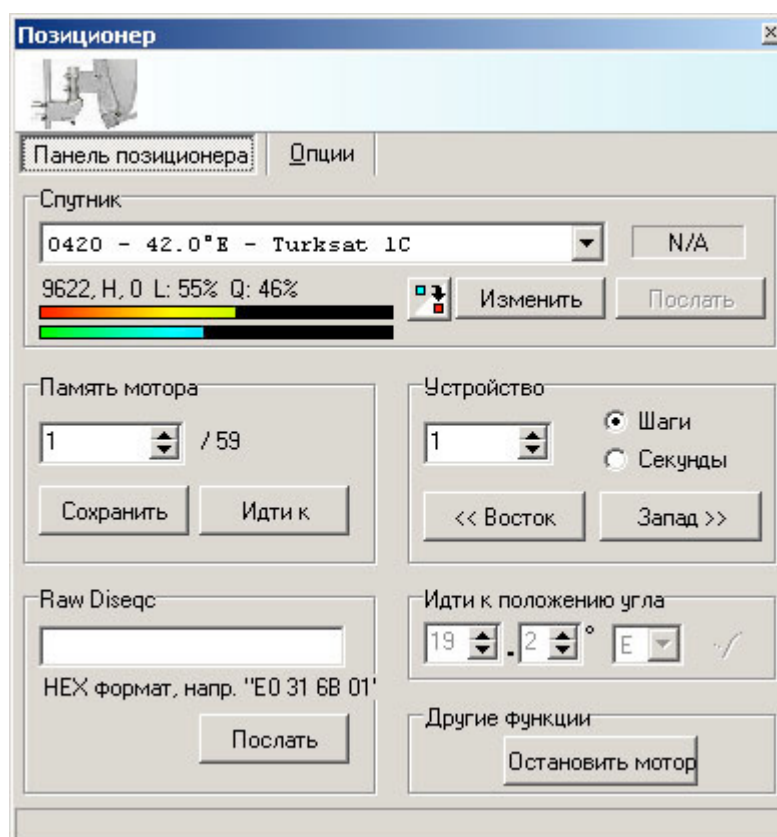 Позиционер
Панель позиционера Опции
Спутник
0420 - 42.0°E - Turksat 1C N/A
9622, H, 0 L: 55% Q: 46% Изменить Послать
Память мотора
1 / 59
Сохранить Идти к
Устройство
1 Шаги
Секунды
<< Восток Запад >>
Raw Diseqc
HEX формат, напр. "E0 31 6B 01"
Послать
Идти к положению угла
19 . 2 ° E
Другие функции
Остановить мотор